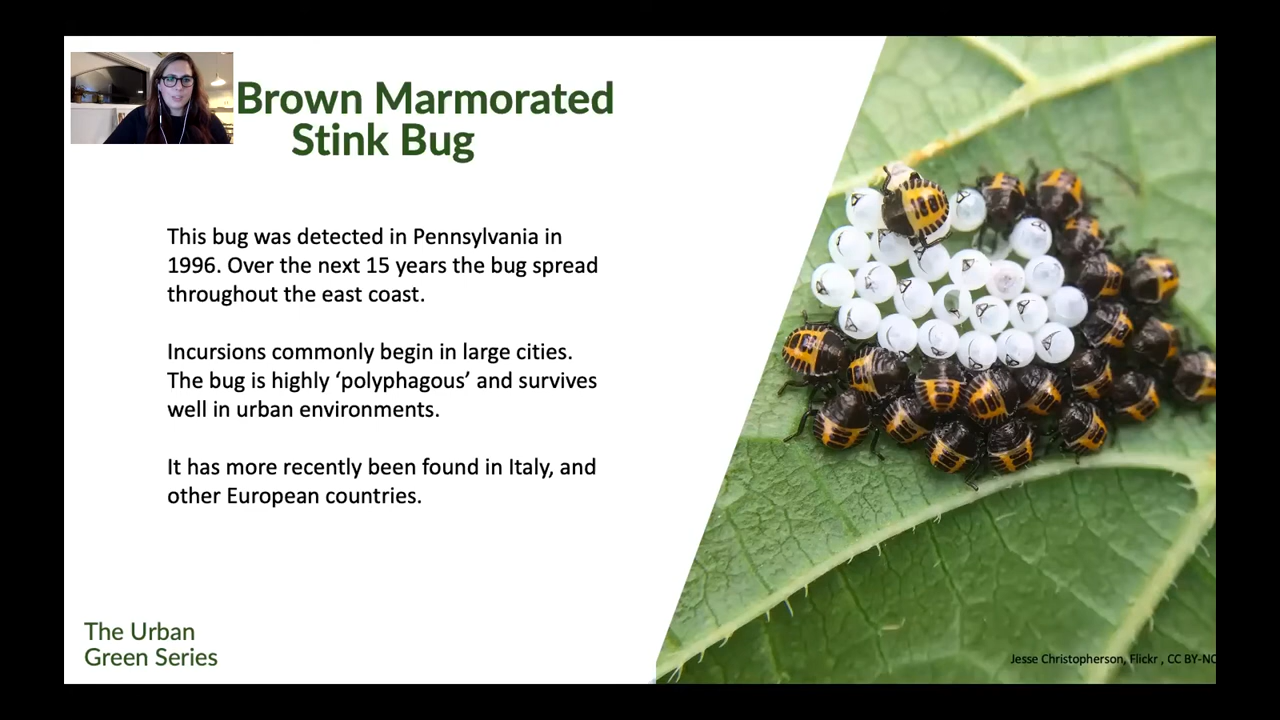 Brown Marmorated
Stink Bug
This bug was detected in Pennsylvania in
1996. Over the next 15 years the bug spread
throughout the east coast.
Incursions commonly begin in large cities.
The bug is highly ‘polyphagous’ and survives
well in urban environments.
It has more recently been found in Italy, and
other European countries.
The Urban
Green Series
Jesse Christopherson, Flickr , CC BY-NC